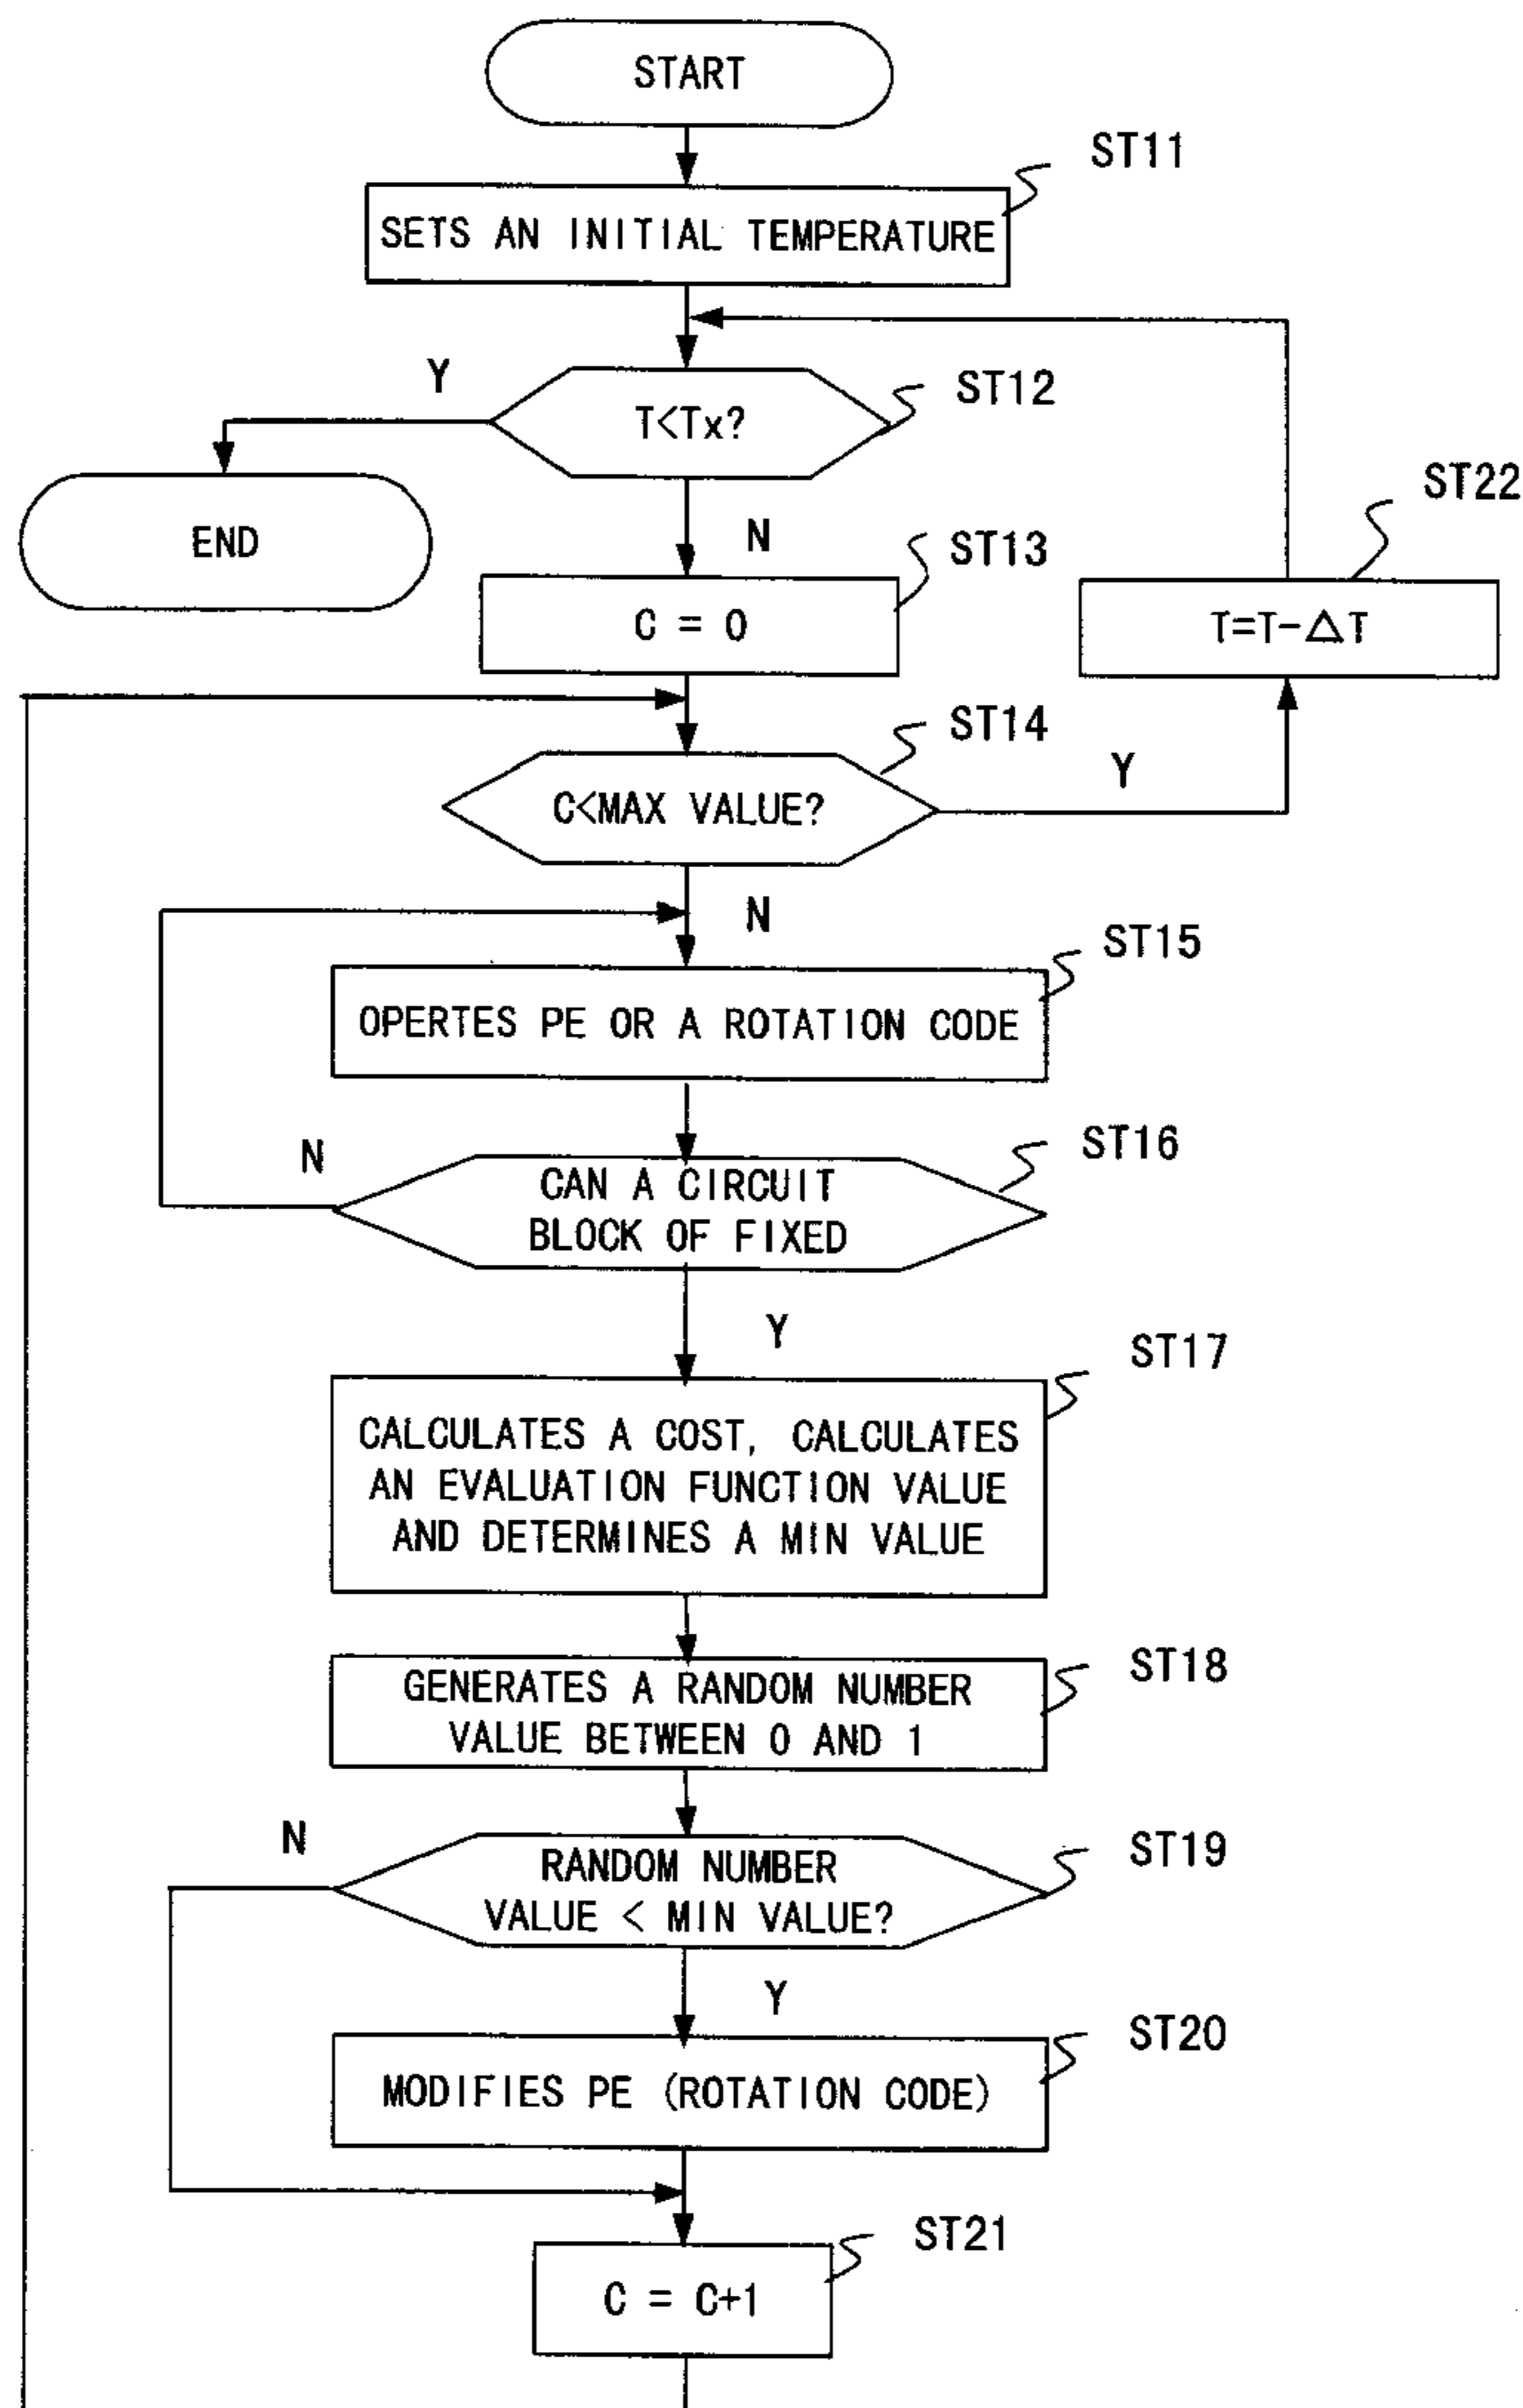 START
ST11
SETS AN INITIAL TEMPERATURE
Y
T<Tx?
ST12
END
N
ST13
C = 0
ST22
T=T-△T
ST14
C<MAX VALUE?
Y
N
ST15
OPERTES PE OR A ROTATION CODE
N
ST16
CAN A CIRCUIT
BLOCK OF FIXED
Y
ST17
CALCULATES A COST, CALCULATES
AN EVALUATION FUNCTION VALUE
AND DETERMINES A MIN VALUE
ST18
GENERATES A RANDOM NUMBER
VALUE BETWEEN 0 AND 1
N
ST19
RANDOM NUMBER
VALUE < MIN VALUE?
Y
ST20
MODIFIES PE (ROTATION CODE)
ST21
C = C+1